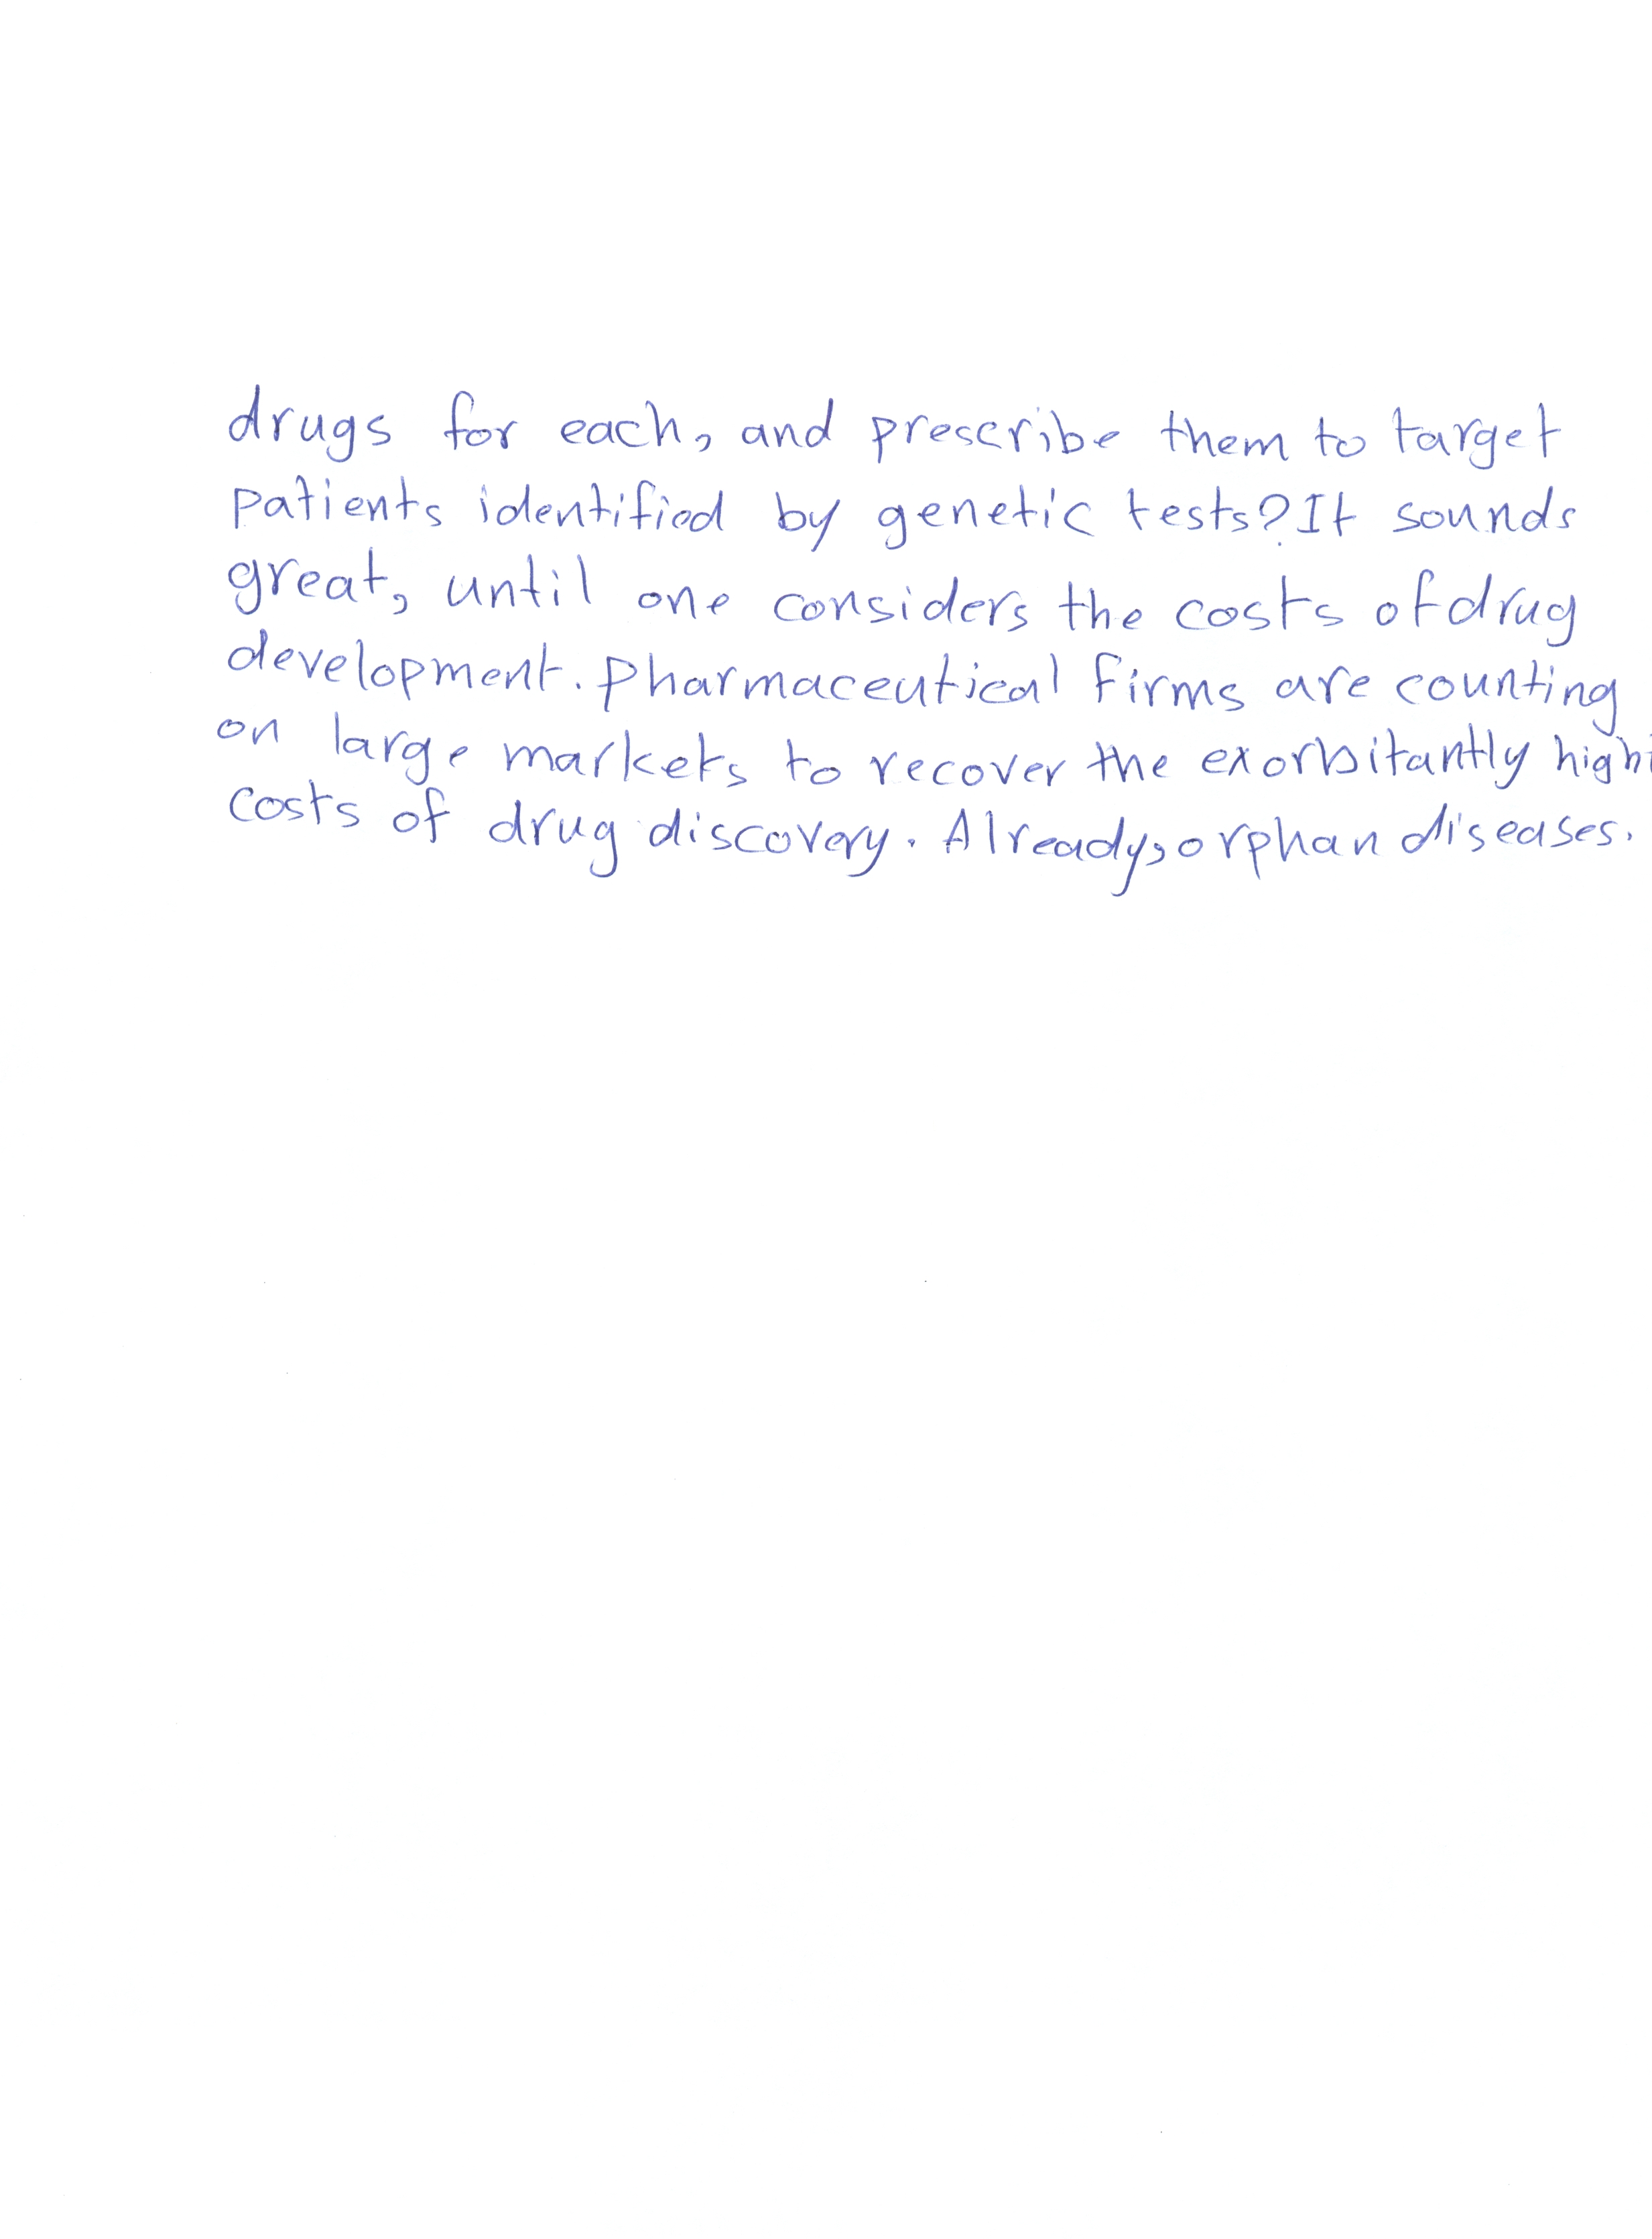 drugs for each, and prescribe them to target
patients identified by genetic tests? It sounds
great, until one considers the costs of drug
development. Pharmaceutical firms are counting
on large markets to recover the exorbitantly high
costs of drug discovery. Already, orphan diseases.